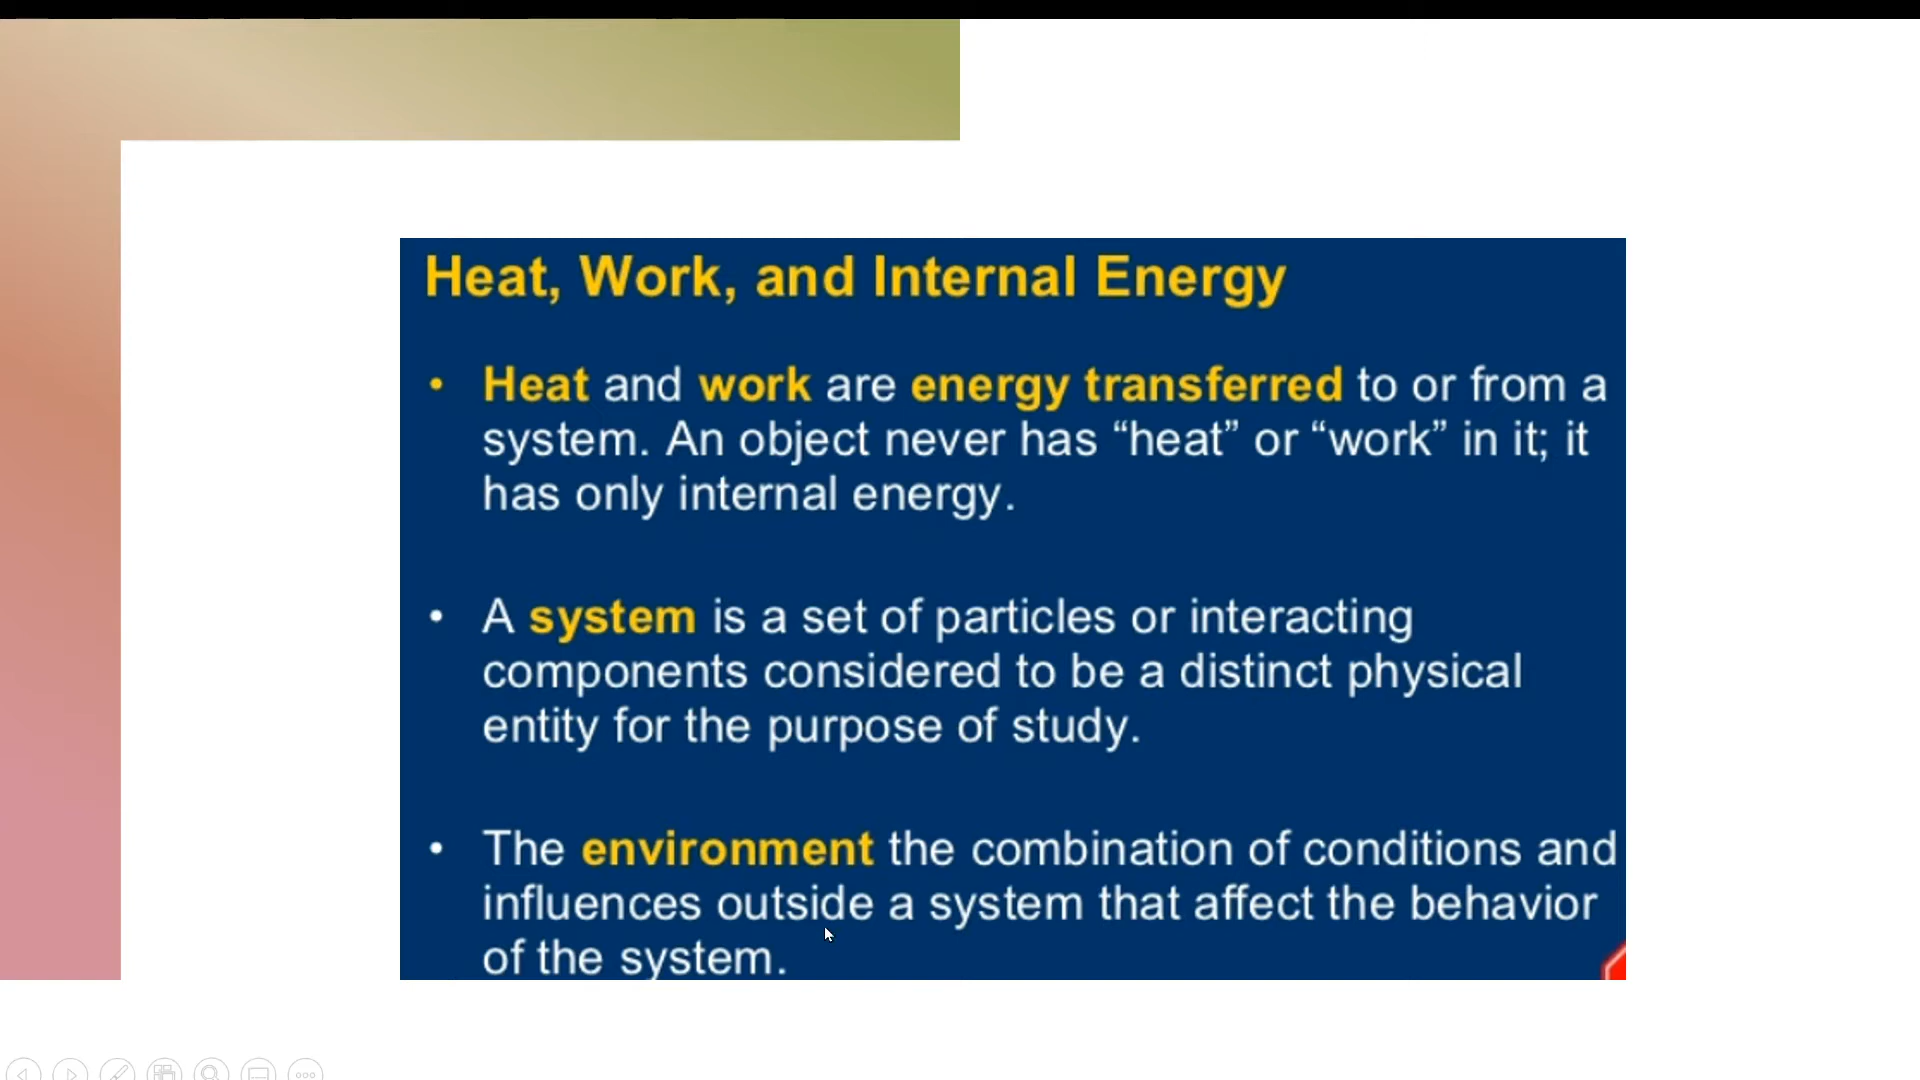 Heat, Work, and Internal Energy
• Heat and work are energy transferred to or from a
system. An object never has “heat” or “work” in it; it
has only internal energy.
• A system is a set of particles or interacting
components considered to be a distinct physical
entity for the purpose of study.
• The environment the combination of conditions and
influences outside a system that affect the behavior
of the system.